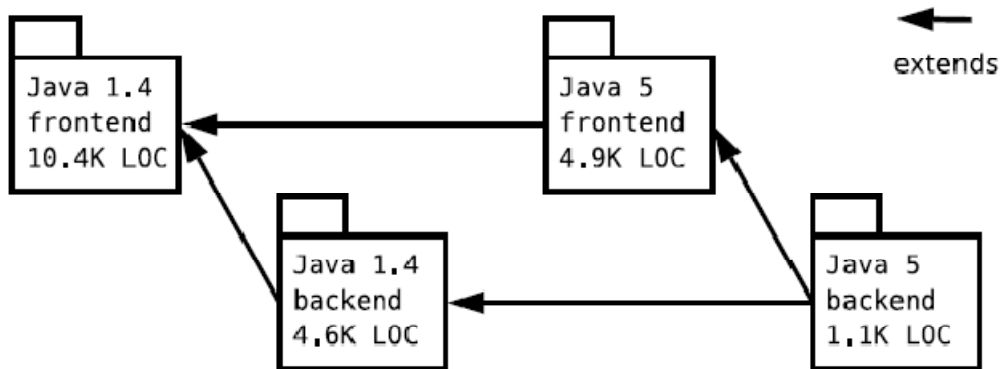 extends
Java 1.4
frontend
10.4K LOC
Java 5
frontend
4.9K LOC
Java 1.4
backend
4.6K LOC
Java 5
backend
1.1K LOC